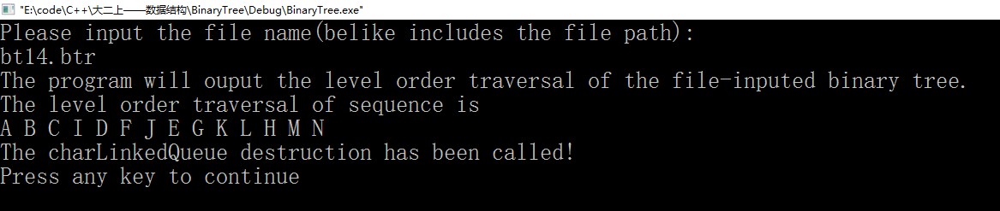 "E:\code\C++\大二上——数据结构\BinaryTree\Debug\BinaryTree.exe"
Please input the file name(belike includes the file path):
bt14.btr
The program will ouput the level order traversal of the file-inputed binary tree.
The level order traversal of sequence is
A B C I D F J E G K L H M N
The charLinkedQueue destruction has been called!
Press any key to continue